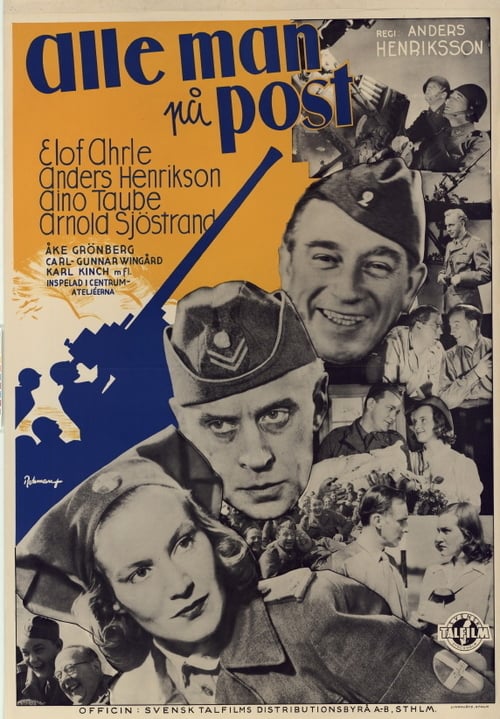 alle man
på post
REGI: ANDERS
HENRIKSSON
Elof Ahrle
Anders Henrikson
Aino Taube
Arnold Sjöstrand
ÅKE GRÖNBERG
CARL-GUNNAR WINGÅRD
KARL KINCH m fl.
INSPELAD I CENTRUM-
ATELJÉERNA
TALFILM
OFFICIN : SVENSK TALFILMS DISTRIBUTIONSBYRÅ A-B, STHLM.